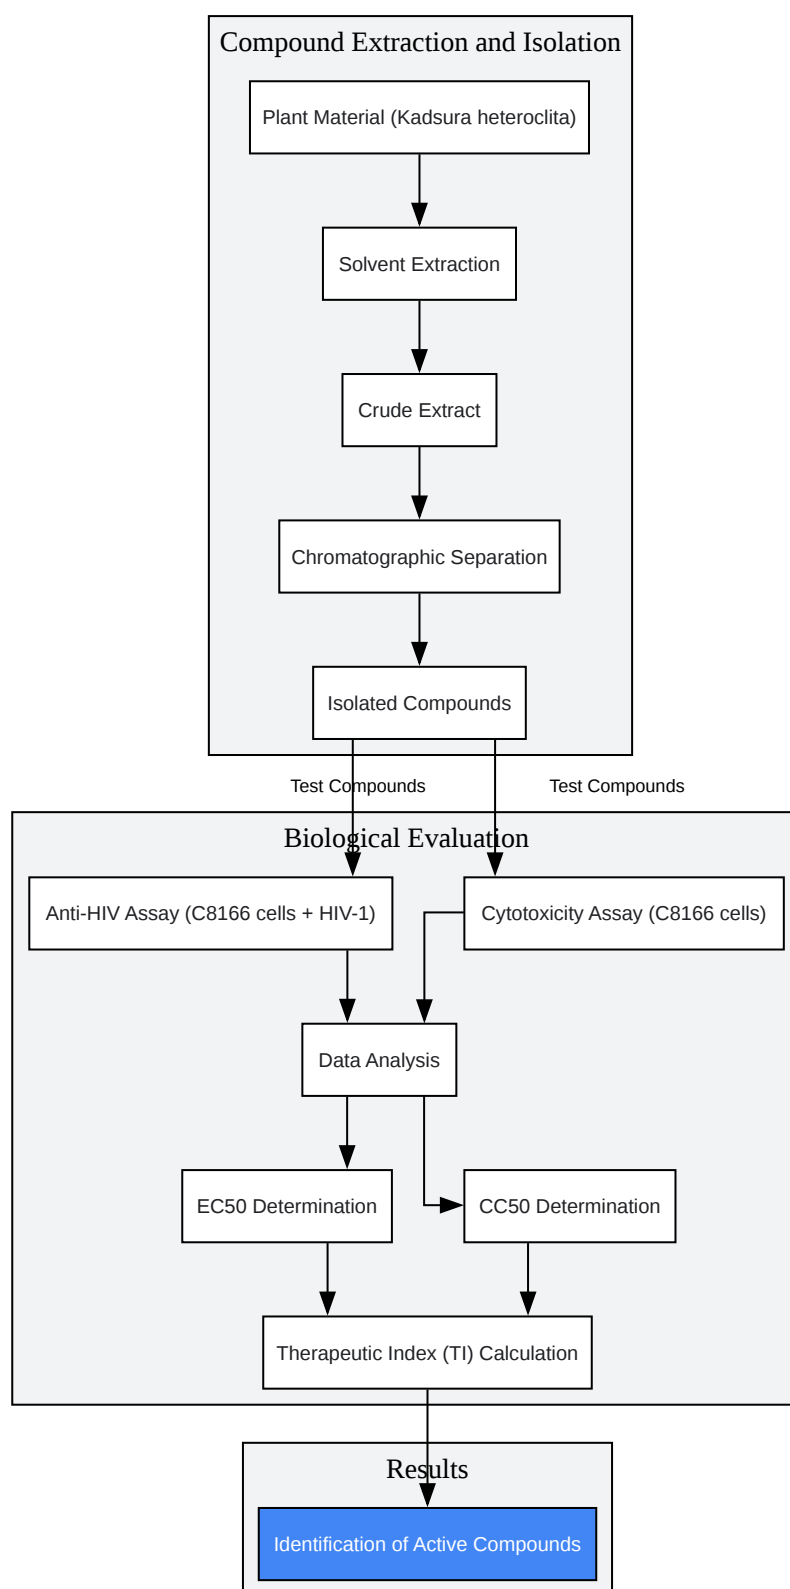 Compound Extraction and Isolation
Plant Material (Kadsura heteroclita)
Solvent Extraction
Crude Extract
Chromatographic Separation
Isolated Compounds
Test Compounds
Test Compounds
Biological Evaluation
Anti-HIV Assay (C8166 cells + HIV-1)
Cytotoxicity Assay (C8166 cells)
Data Analysis
EC50 Determination
CC50 Determination
Therapeutic Index (TI) Calculation
Results
Identification of Active Compounds